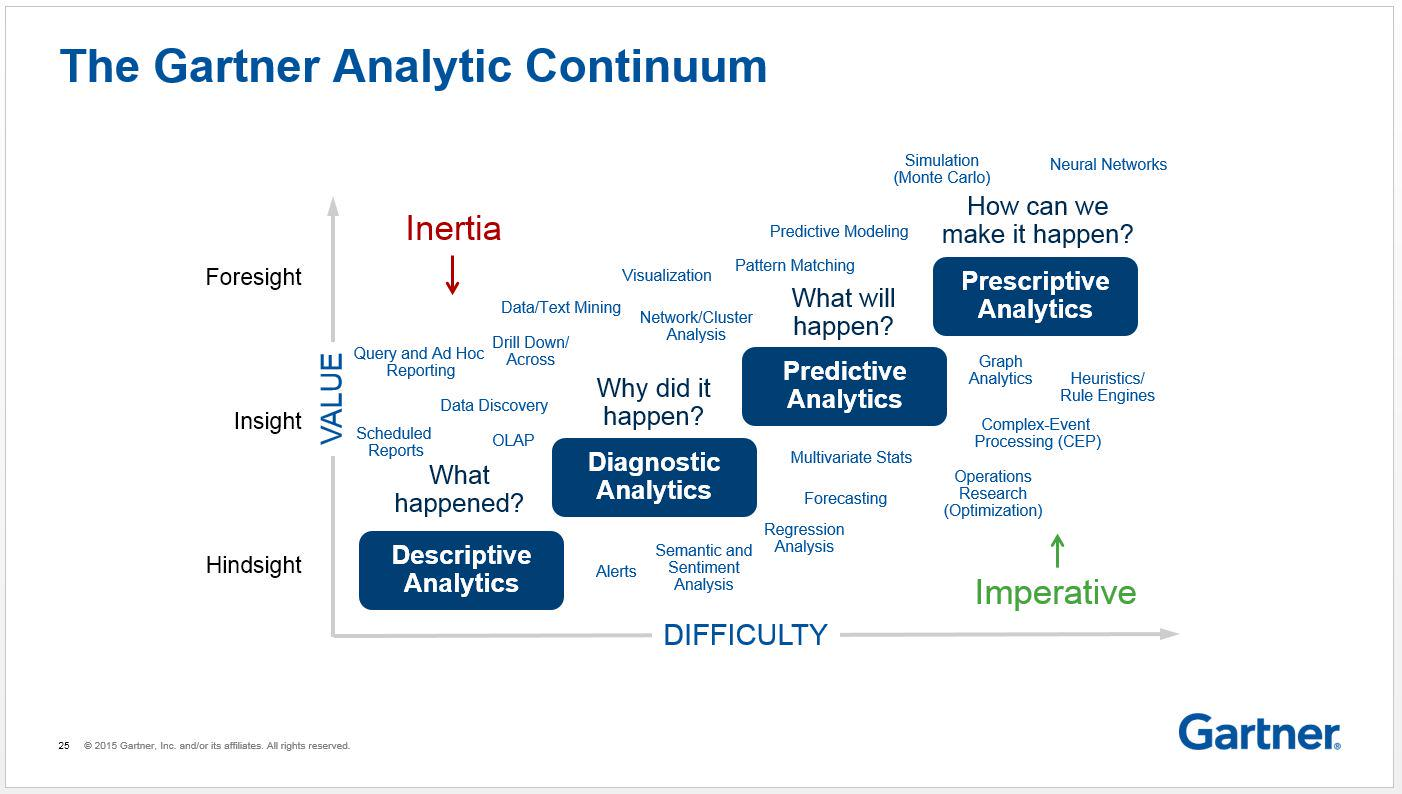 The Gartner Analytic Continuum
Simulation
(Monte Carlo)
Neural Networks
How can we
make it happen?
Inertia
Predictive Modeling
Foresight
Visualization
Pattern Matching
Prescriptive
Analytics
What will
happen?
Data/Text Mining
Network/Cluster
Analysis
Drill Down/
Across
Query and Ad Hoc
Reporting
VALUE
Why did it
happen?
Predictive
Analytics
Graph
Analytics
Heuristics/
Rule Engines
Data Discovery
Insight
Scheduled
Reports
OLAP
Complex-Event
Processing (CEP)
What
happened?
Diagnostic
Analytics
Multivariate Stats
Operations
Research
(Optimization)
Forecasting
Regression
Analysis
Hindsight
Descriptive
Analytics
Alerts
Semantic and
Sentiment
Analysis
Imperative
DIFFICULTY
25 © 2015 Gartner, Inc. and/or its affiliates. All rights reserved.
Gartner®